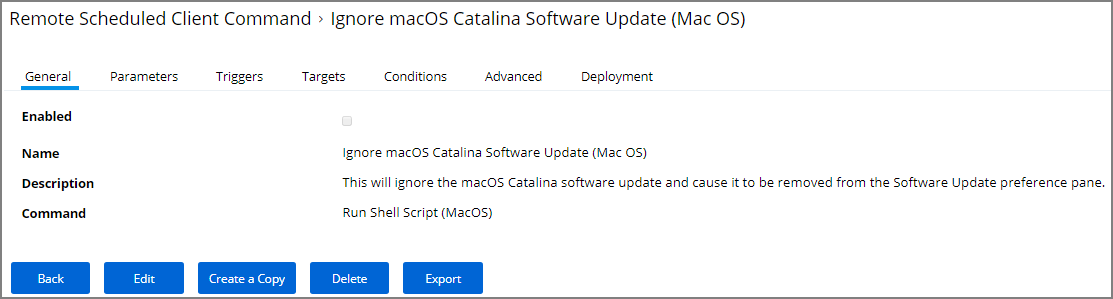 Remote Scheduled Client Command › Ignore macOS Catalina Software Update (Mac OS)
General Parameters Triggers Targets Conditions Advanced Deployment
Enabled
Name Ignore macOS Catalina Software Update (Mac OS)
Description This will ignore the macOS Catalina software update and cause it to be removed from the Software Update preference pane.
Command Run Shell Script (MacOS)
Back Edit Create a Copy Delete Export